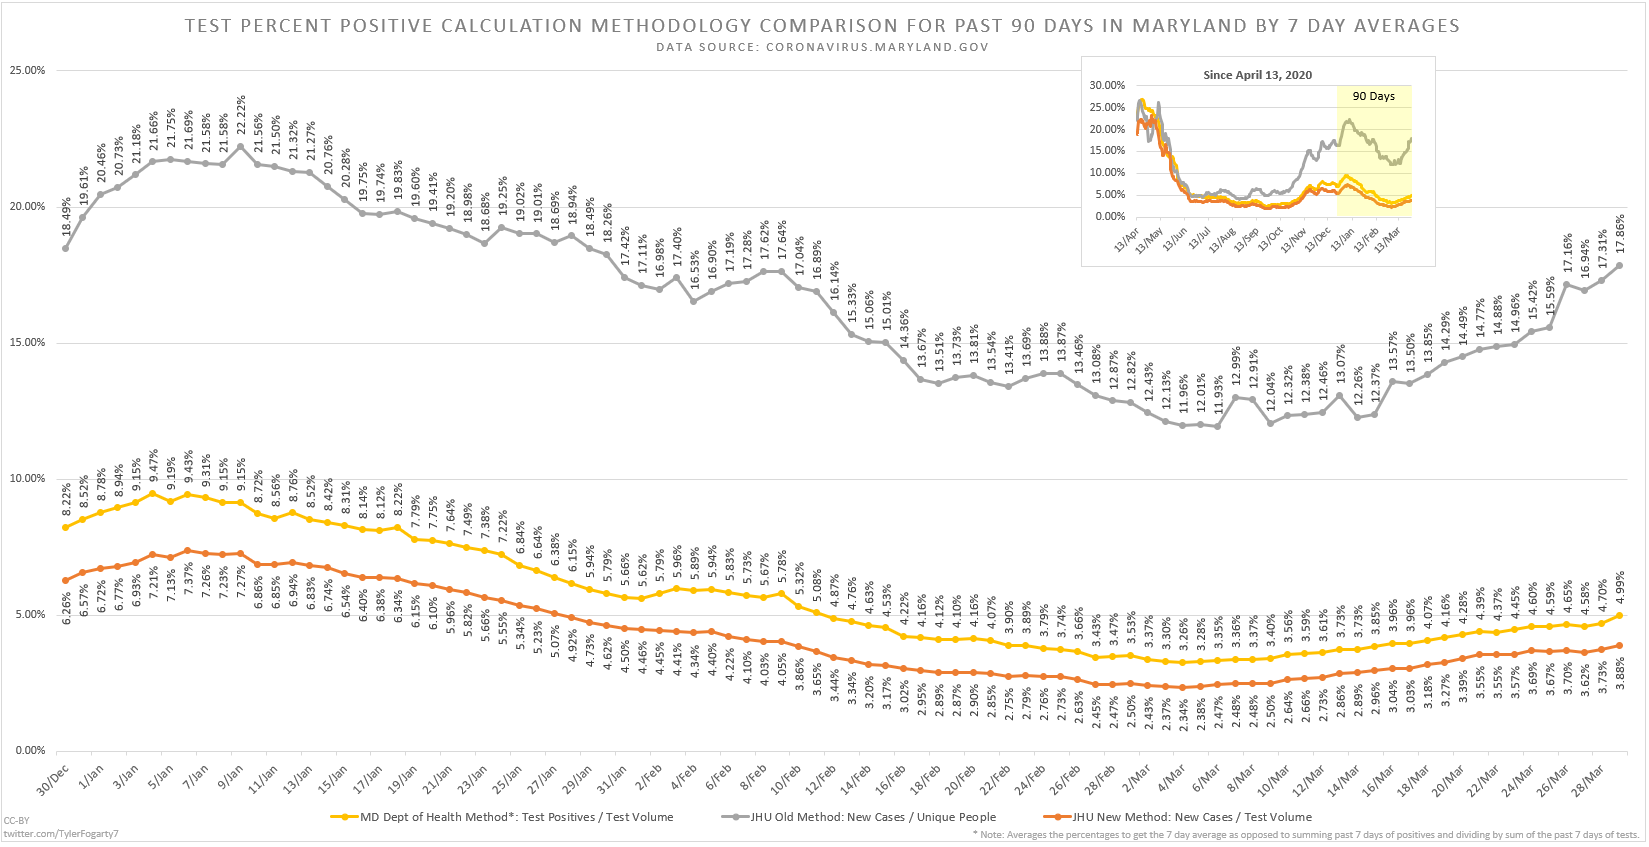 TEST PERCENT POSITIVE CALCULATION METHODOLOGY COMPARISON FOR PAST 90 DAYS IN MARYLAND BY 7 DAY AVERAGES
DATA SOURCE: CORONAVIRUS.MARYLAND.GOV
25.00%
20.00%
15.00%
10.00%
5.00%
0.00%
Since April 13, 2020
90 Days
30.00%
25.00%
20.00%
15.00%
10.00%
5.00%
0.00%
13/Apr 13/May 13/Jun 13/Jul 13/Aug 13/Sep 13/Oct 13/Nov 13/Dec 13/Jan 13/Feb 13/Mar
18.49% 19.61% 20.46% 20.73% 21.18% 21.66% 21.75% 21.69% 21.58% 21.58% 22.22% 21.56% 21.50% 21.32% 21.27% 20.76% 20.28% 19.75% 19.74% 19.83% 19.60% 19.41% 19.20% 18.98% 18.68% 19.25% 19.02% 19.01% 18.69% 18.94% 18.49% 18.26% 17.42% 17.11% 16.98% 17.40% 16.53% 16.90% 17.19% 17.28% 17.62% 17.64% 17.04% 16.89% 16.14% 15.33% 15.06% 15.01% 14.36% 13.67% 13.51% 13.73% 13.81% 13.54% 13.41% 13.69% 13.88% 13.87% 13.46% 13.08% 12.87% 12.82% 12.43% 12.13% 11.96% 12.01% 11.93% 12.99% 12.91% 12.04% 12.32% 12.38% 12.46% 13.07% 12.26% 12.37% 13.57% 13.50% 13.85% 14.29% 14.49% 14.77% 14.88% 14.96% 15.42% 15.59% 17.16% 16.94% 17.31% 17.86%
8.22% 8.52% 8.78% 8.94% 9.15% 9.47% 9.19% 9.43% 9.31% 9.15% 9.15% 8.72% 8.56% 8.76% 8.52% 8.42% 8.31% 8.14% 8.12% 8.22% 7.79% 7.75% 7.64% 7.49% 7.38% 7.22% 6.84% 6.64% 6.38% 6.15% 5.94% 5.79% 5.66% 5.62% 5.79% 5.96% 5.89% 5.94% 5.83% 5.73% 5.67% 5.78% 5.32% 5.08% 4.87% 4.76% 4.63% 4.53% 4.22% 4.16% 4.12% 4.10% 4.16% 4.07% 3.90% 3.89% 3.79% 3.74% 3.66% 3.43% 3.47% 3.53% 3.37% 3.30% 3.26% 3.28% 3.35% 3.36% 3.37% 3.40% 3.56% 3.59% 3.61% 3.73% 3.73% 3.85% 3.96% 3.96% 4.07% 4.16% 4.28% 4.39% 4.37% 4.45% 4.60% 4.59% 4.65% 4.58% 4.70% 4.99%
6.26% 6.57% 6.72% 6.77% 6.93% 7.21% 7.13% 7.37% 7.26% 7.23% 7.27% 6.86% 6.85% 6.94% 6.83% 6.74% 6.54% 6.40% 6.38% 6.34% 6.15% 6.10% 5.96% 5.82% 5.66% 5.55% 5.34% 5.23% 5.07% 4.92% 4.73% 4.62% 4.50% 4.46% 4.45% 4.41% 4.34% 4.40% 4.22% 4.10% 4.03% 4.05% 3.86% 3.65% 3.44% 3.34% 3.20% 3.17% 3.02% 2.95% 2.89% 2.87% 2.90% 2.85% 2.75% 2.79% 2.76% 2.73% 2.63% 2.45% 2.47% 2.50% 2.43% 2.37% 2.34% 2.38% 2.47% 2.48% 2.48% 2.50% 2.64% 2.66% 2.73% 2.86% 2.89% 2.96% 3.04% 3.03% 3.18% 3.27% 3.39% 3.55% 3.55% 3.57% 3.69% 3.67% 3.70% 3.62% 3.73% 3.88%
30/Dec 1/Jan 3/Jan 5/Jan 7/Jan 9/Jan 11/Jan 13/Jan 15/Jan 17/Jan 19/Jan 21/Jan 23/Jan 25/Jan 27/Jan 29/Jan 31/Jan 2/Feb 4/Feb 6/Feb 8/Feb 10/Feb 12/Feb 14/Feb 16/Feb 18/Feb 20/Feb 22/Feb 24/Feb 26/Feb 28/Feb 2/Mar 4/Mar 6/Mar 8/Mar 10/Mar 12/Mar 14/Mar 16/Mar 18/Mar 20/Mar 22/Mar 24/Mar 26/Mar 28/Mar
MD Dept of Health Method*: Test Positives / Test Volume JHU Old Method: New Cases / Unique People JHU New Method: New Cases / Test Volume
CC-BY
twitter.com/TylerFogarty7
* Note: Averages the percentages to get the 7 day average as opposed to summing past 7 days of positives and dividing by sum of the past 7 days of tests.